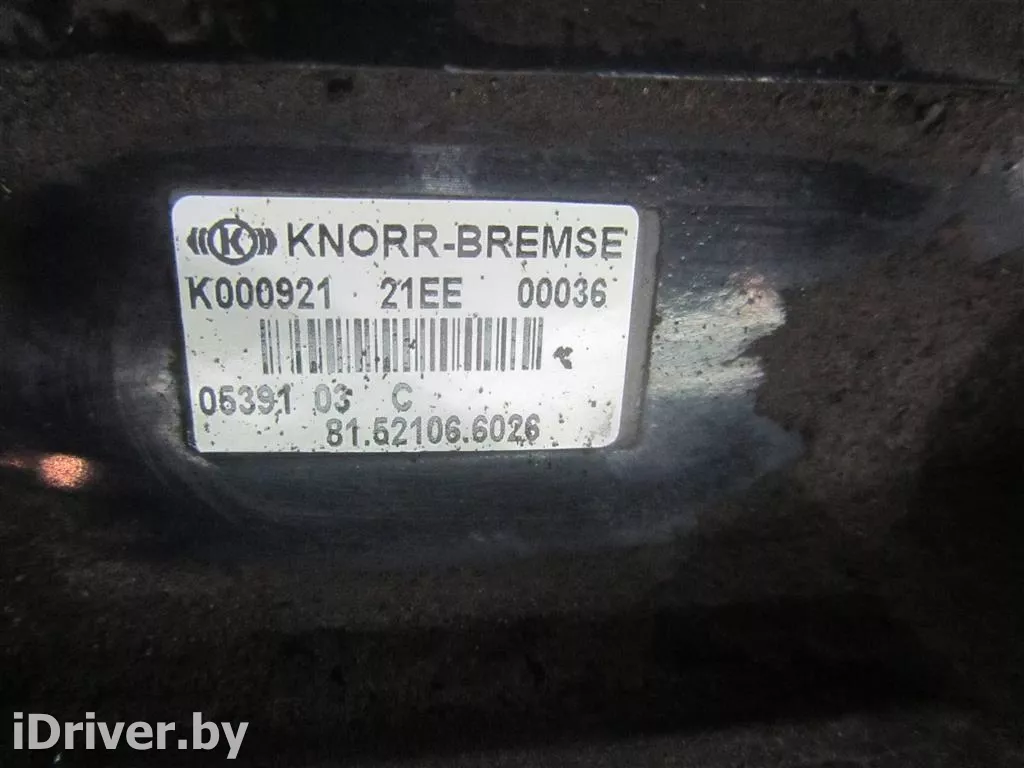 K KNORR-BREMSE
K000921 21EE 00036
05391 03 C
81.52106.6026
iDriver.by